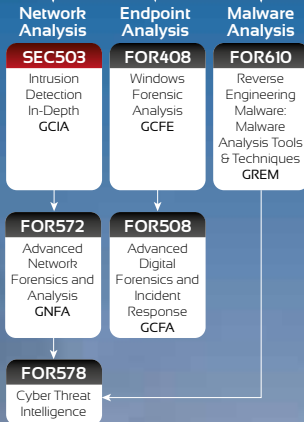 Network
Analysis
Endpoint
Analysis
Malware
Analysis
SEC503
Intrusion
Detection
In-Depth
GCIA
FOR408
Windows
Forensic
Analysis
GCFE
FOR610
Reverse
Engineering
Malware:
Malware
Analysis Tools
& Techniques
GREM
FOR572
Advanced
Network
Forensics and
Analysis
GNFA
FOR508
Advanced
Digital
Forensics and
Incident
Response
GCFA
FOR578
Cyber Threat
Intelligence